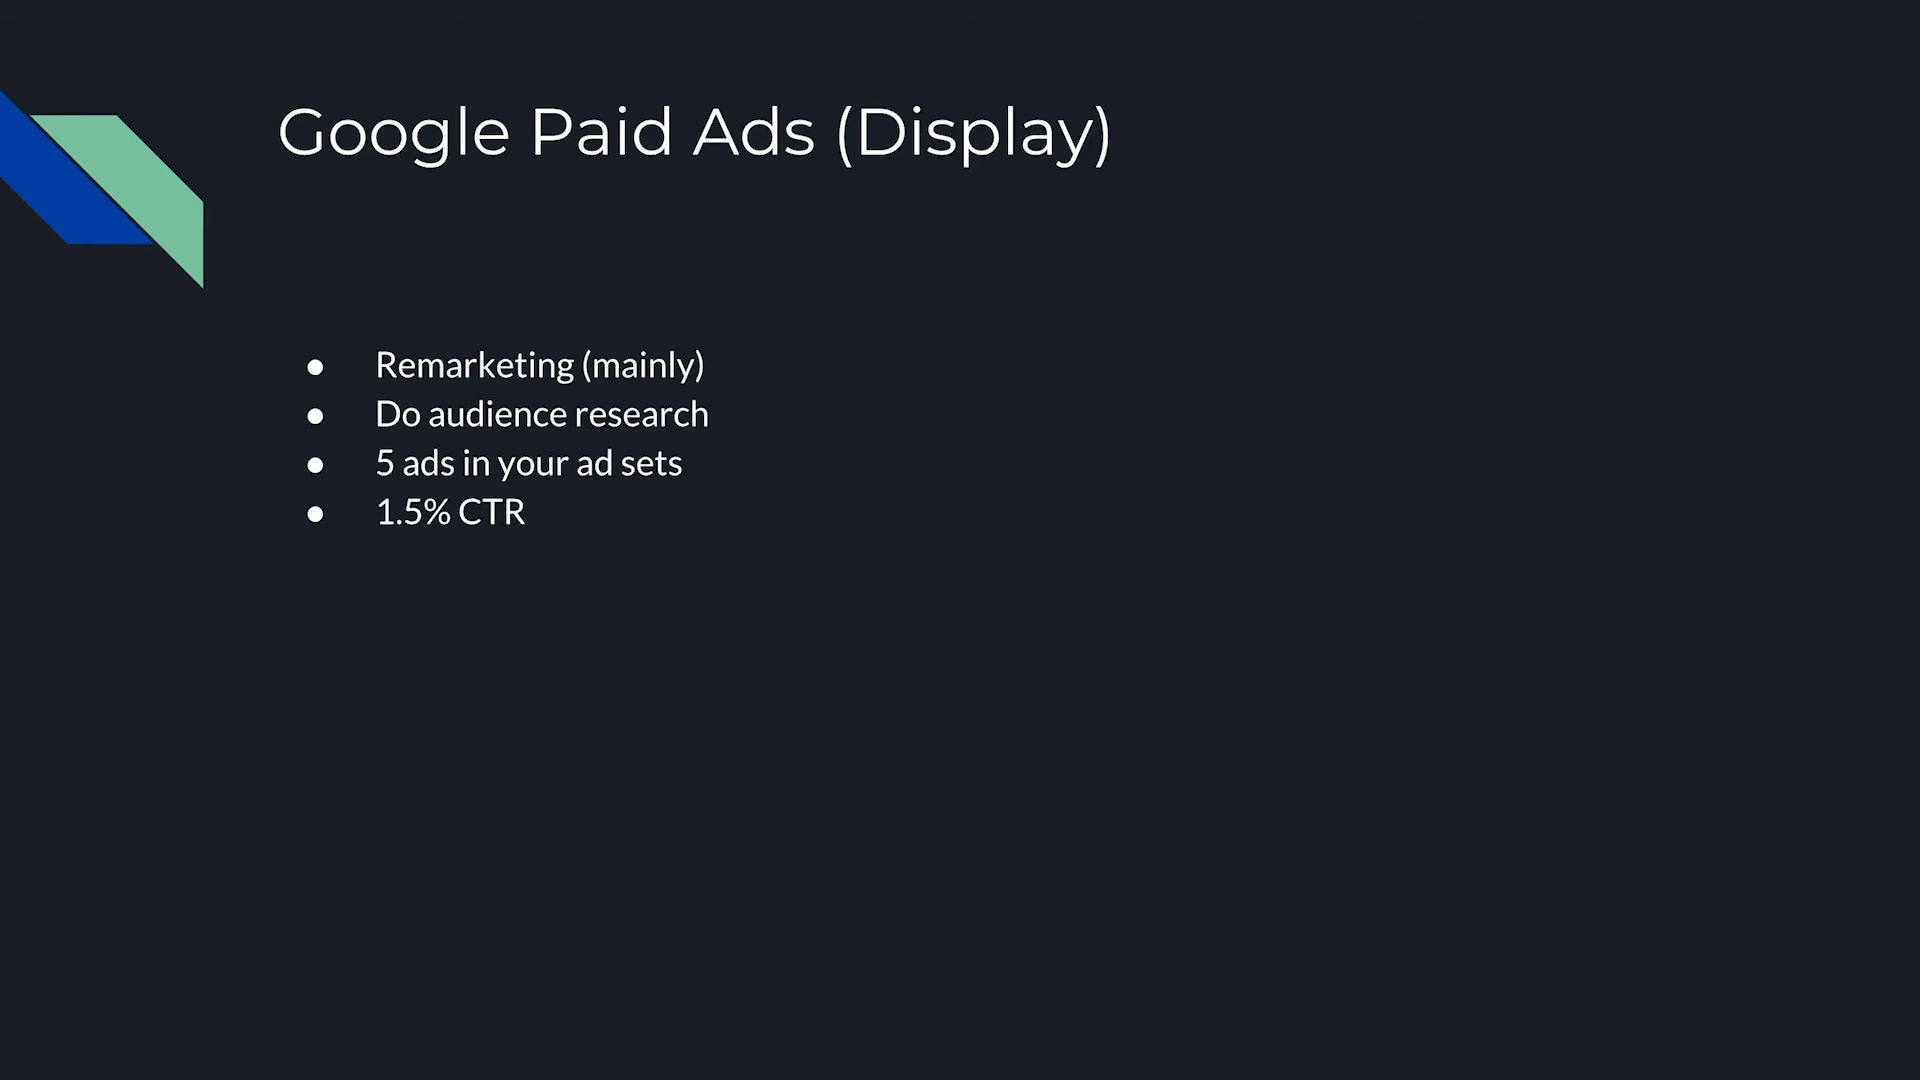 Google Paid Ads (Display)
● Remarketing (mainly)
● Do audience research
● 5 ads in your ad sets
● 1.5% CTR